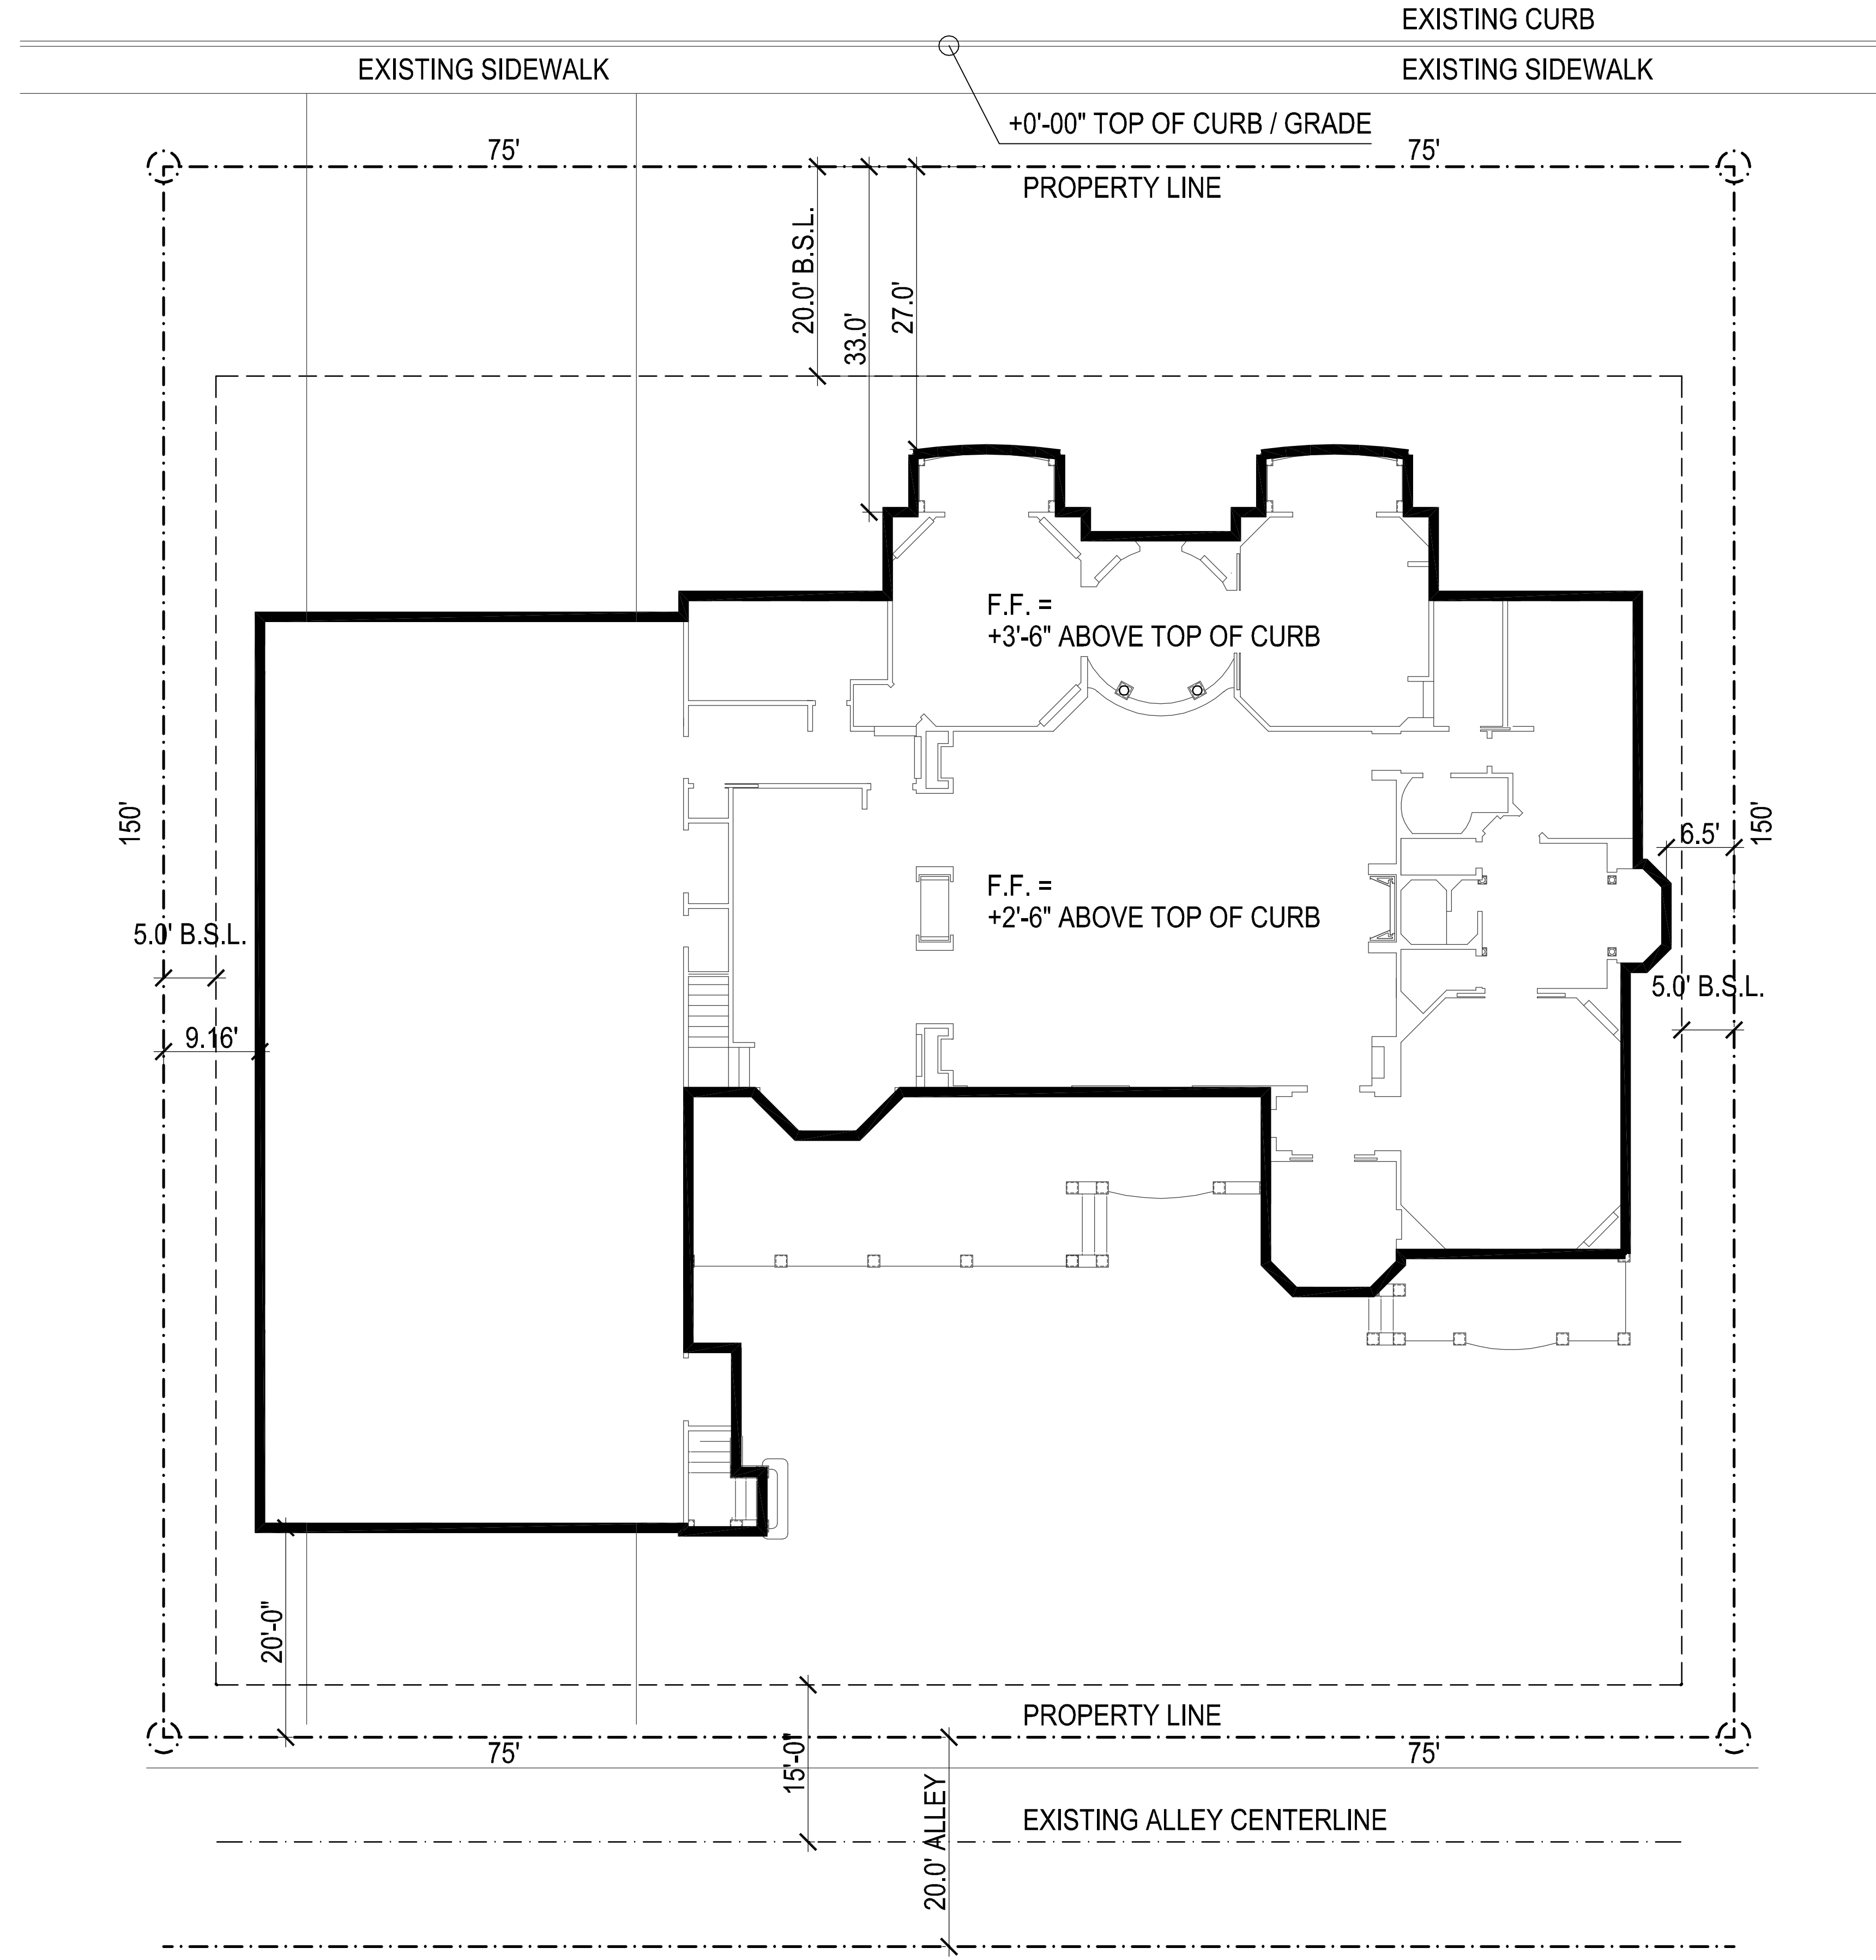 EXISTING CURB
EXISTING SIDEWALK
EXISTING SIDEWALK
+0'-00" TOP OF CURB / GRADE
75'
75'
PROPERTY LINE
20.0' B.S.L.
33.0'
27.0'
F.F. =
+3'-6" ABOVE TOP OF CURB
150'
150'
6.5'
F.F. =
+2'-6" ABOVE TOP OF CURB
5.0' B.S.L.
5.0' B.S.L.
9.16'
20'-0"
PROPERTY LINE
75'
75'
15'-0"
20.0' ALLEY
EXISTING ALLEY CENTERLINE